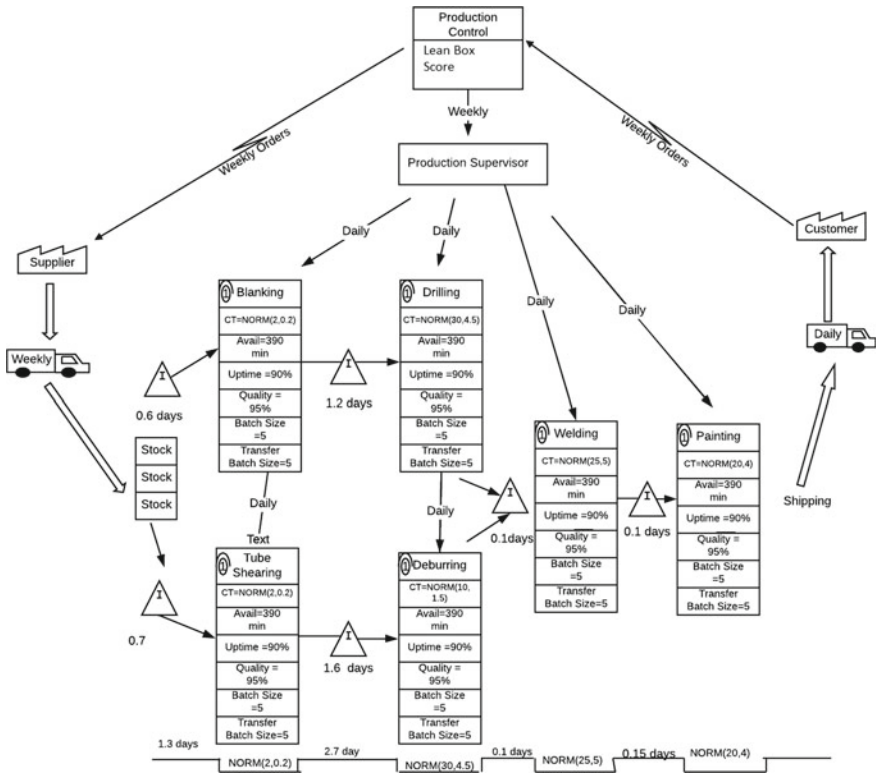 Production
Control
Lean Box
Score
Weekly
Weekly Orders
Weekly Orders
Production Supervisor
Supplier
Customer
Daily
Daily
Daily
Daily
Weekly
Daily
1
Blanking
CT=NORM(2,0.2)
Avail=390
min
Uptime =90%
Quality =
95%
Batch Size
=5
Transfer
Batch Size=5
1
Drilling
CT=NORM(30,4.5)
Avail=390
min
Uptime =90%
Quality =
95%
Batch Size
=5
Transfer
Batch Size=5
I
0.6 days
I
1.2 days
Stock
Stock
Stock
1
Welding
CT=NORM(25,5)
Avail=390
min
Uptime =90%
Quality =
95%
Batch Size
=5
Transfer
Batch Size=5
1
Painting
CT=NORM(20,4)
Avail=390
min
Uptime =90%
Quality =
95%
Batch Size
=5
Transfer
Batch Size=5
I
0.1days
I
0.1 days
Shipping
Daily
Daily
Text
1
Tube
Shearing
CT=NORM(2,0.2)
Avail=390
min
Uptime =90%
Quality =
95%
Batch Size
=5
Transfer
Batch Size=5
1
Deburring
CT=NORM(10,
1.5)
Avail=390
min
Uptime =90%
Quality =
95%
Batch Size
=5
Transfer
Batch Size=5
I
0.7
I
1.6 days
1.3 days
NORM(2,0.2)
2.7 day
NORM(30,4.5)
0.1 days
NORM(25,5)
0.15 days
NORM(20,4)